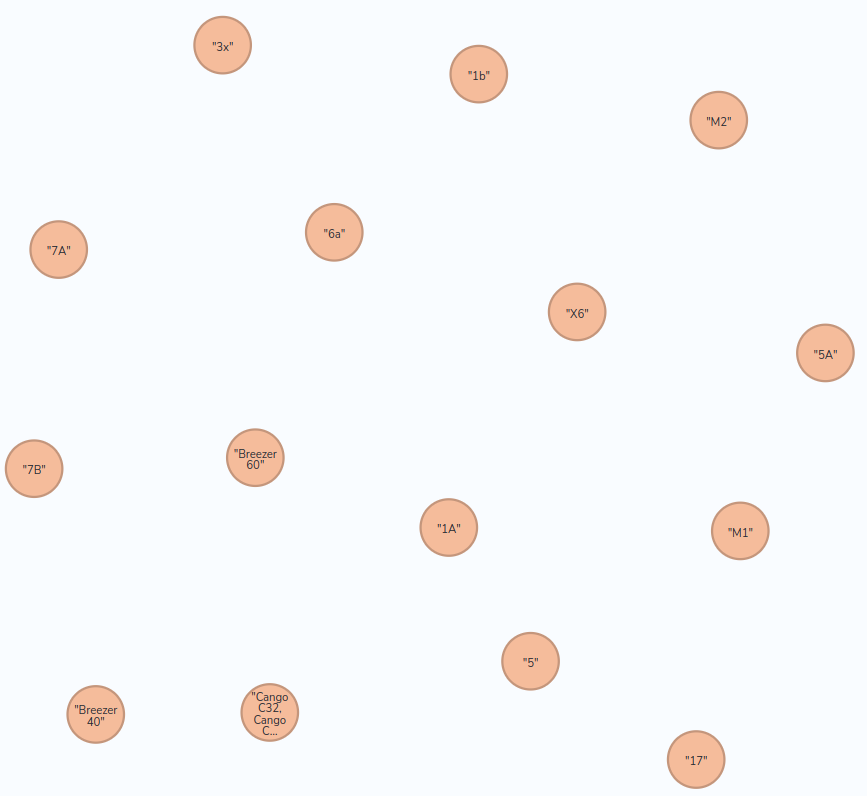 "3x"
"1b"
"M2"
"7A"
"6a"
"X6"
"5A"
"7B"
"Breezer
60"
"1A"
"M1"
"5"
"Breezer
40"
"Cango
C32,
Cango
C...
"17"